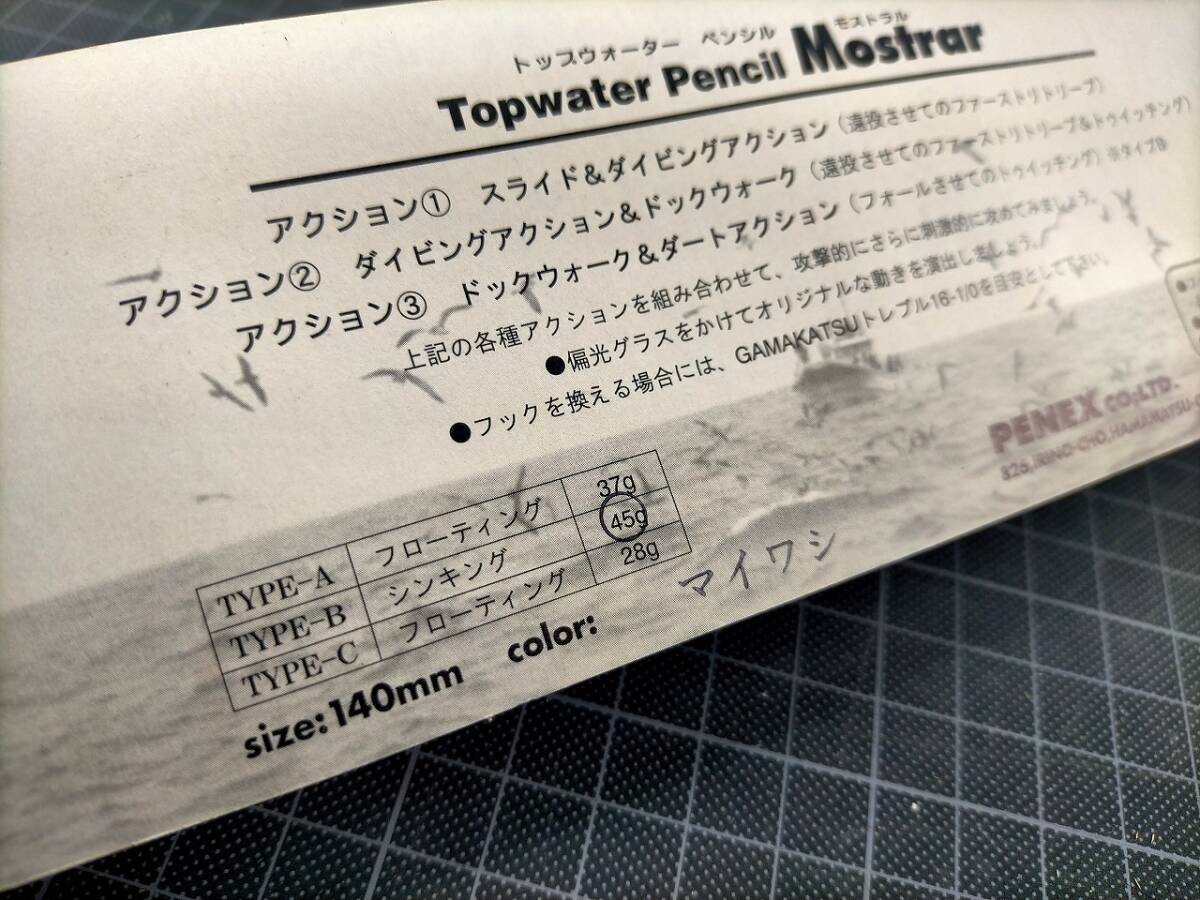 トップウォーター ペンシル モストラル
Topwater Pencil Mostrar
アクション① スライド&ダイビングアクション(遠投させてのファーストリトリーブ)
アクション② ダイビングアクション&ドックウォーク(遠投させてのファーストリトリーブ&トゥイッチング)
アクション③ ドックウォーク&ダートアクション(フォールさせてのトゥイッチング)※タイプB
上記の各種アクションを組み合わせて、攻撃的にさらに刺激的に攻めてみましょう。
●偏光グラスをかけてオリジナルな動きを演出しましょう。
●フックを換える場合には、GAMAKATSUトレブル16-1/0を目安として下さい。
PENEX CO,LTD.
826,IRINO-CHO,HAMAMATSU-
TYPE-A フローティング 37g
TYPE-B シンキング 45g
TYPE-C フローティング 28g
size:140mm color: マイワシ